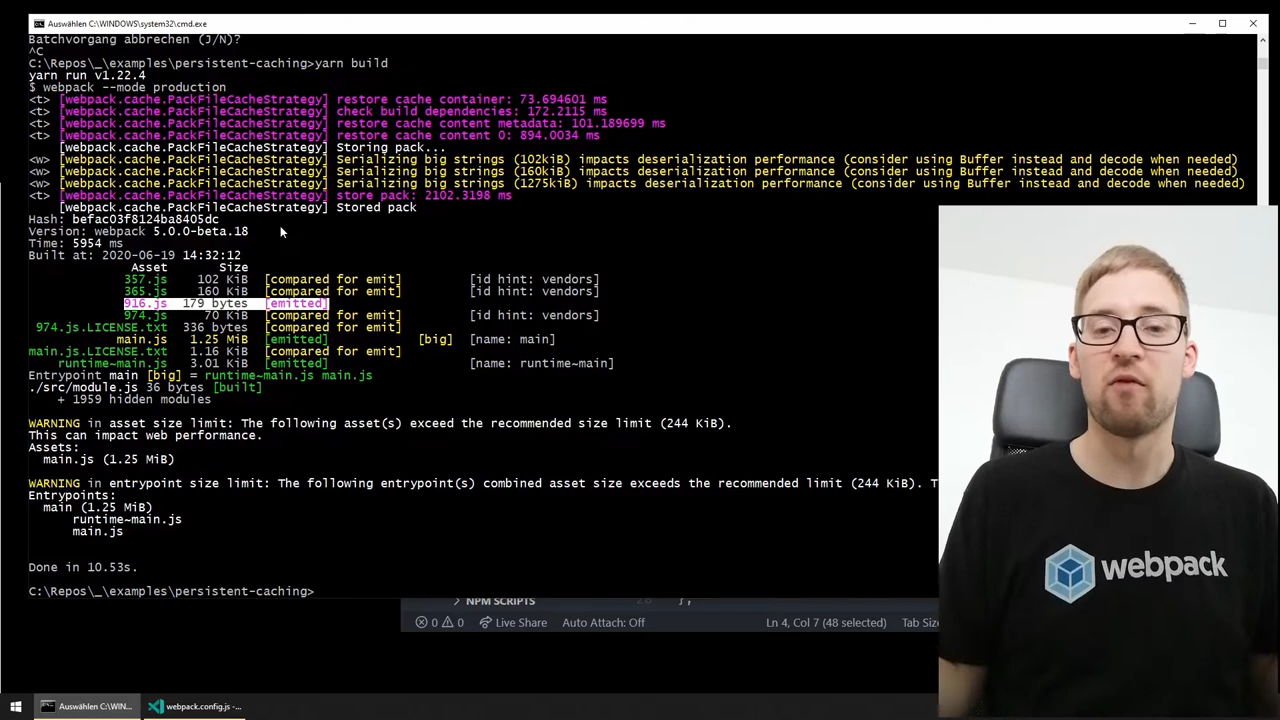 Auswählen C:\WINDOWS\system32\cmd.exe
Batchvorgang abbrechen (J/N)?
^C
C:\Repos\_\examples\persistent-caching>yarn build
yarn run v1.22.4
$ webpack --mode production
<t> [webpack.cache.PackFileCacheStrategy] restore cache container: 73.694601 ms
<t> [webpack.cache.PackFileCacheStrategy] check build dependencies: 172.2115 ms
<t> [webpack.cache.PackFileCacheStrategy] restore cache content metadata: 101.189699 ms
<t> [webpack.cache.PackFileCacheStrategy] restore cache content 0: 894.0034 ms
[webpack.cache.PackFileCacheStrategy] Storing pack...
<w> [webpack.cache.PackFileCacheStrategy] Serializing big strings (102kiB) impacts deserialization performance (consider using Buffer instead and decode when needed)
<w> [webpack.cache.PackFileCacheStrategy] Serializing big strings (160kiB) impacts deserialization performance (consider using Buffer instead and decode when needed)
<w> [webpack.cache.PackFileCacheStrategy] Serializing big strings (1275kiB) impacts deserialization performance (consider using Buffer instead and decode when needed)
<t> [webpack.cache.PackFileCacheStrategy] store pack: 2102.3198 ms
[webpack.cache.PackFileCacheStrategy] Stored pack
Hash: befac03f8124ba8405dc
Version: webpack 5.0.0-beta.18
Time: 5954 ms
Built at: 2020-06-19 14:32:12
Asset Size
357.js 102 KiB [compared for emit] [id hint: vendors]
365.js 160 KiB [compared for emit] [id hint: vendors]
916.js 179 bytes [emitted]
974.js 70 KiB [compared for emit] [id hint: vendors]
974.js.LICENSE.txt 336 bytes [compared for emit]
main.js 1.25 MiB [emitted] [big] [name: main]
main.js.LICENSE.txt 1.16 KiB [compared for emit]
runtime~main.js 3.01 KiB [emitted] [name: runtime~main]
Entrypoint main [big] = runtime~main.js main.js
./src/module.js 36 bytes [built]
+ 1959 hidden modules
WARNING in asset size limit: The following asset(s) exceed the recommended size limit (244 KiB).
This can impact web performance.
Assets:
main.js (1.25 MiB)
WARNING in entrypoint size limit: The following entrypoint(s) combined asset size exceeds the recommended limit (244 KiB). T
Entrypoints:
main (1.25 MiB)
runtime~main.js
main.js
Done in 10.53s.
C:\Repos\_\examples\persistent-caching>
NPM SCRIPTS
0 0 Live Share Auto Attach: Off Ln 4, Col 7 (48 selected) Tab Size
Auswählen C:\WIN... webpack.config.js - ...
webpack